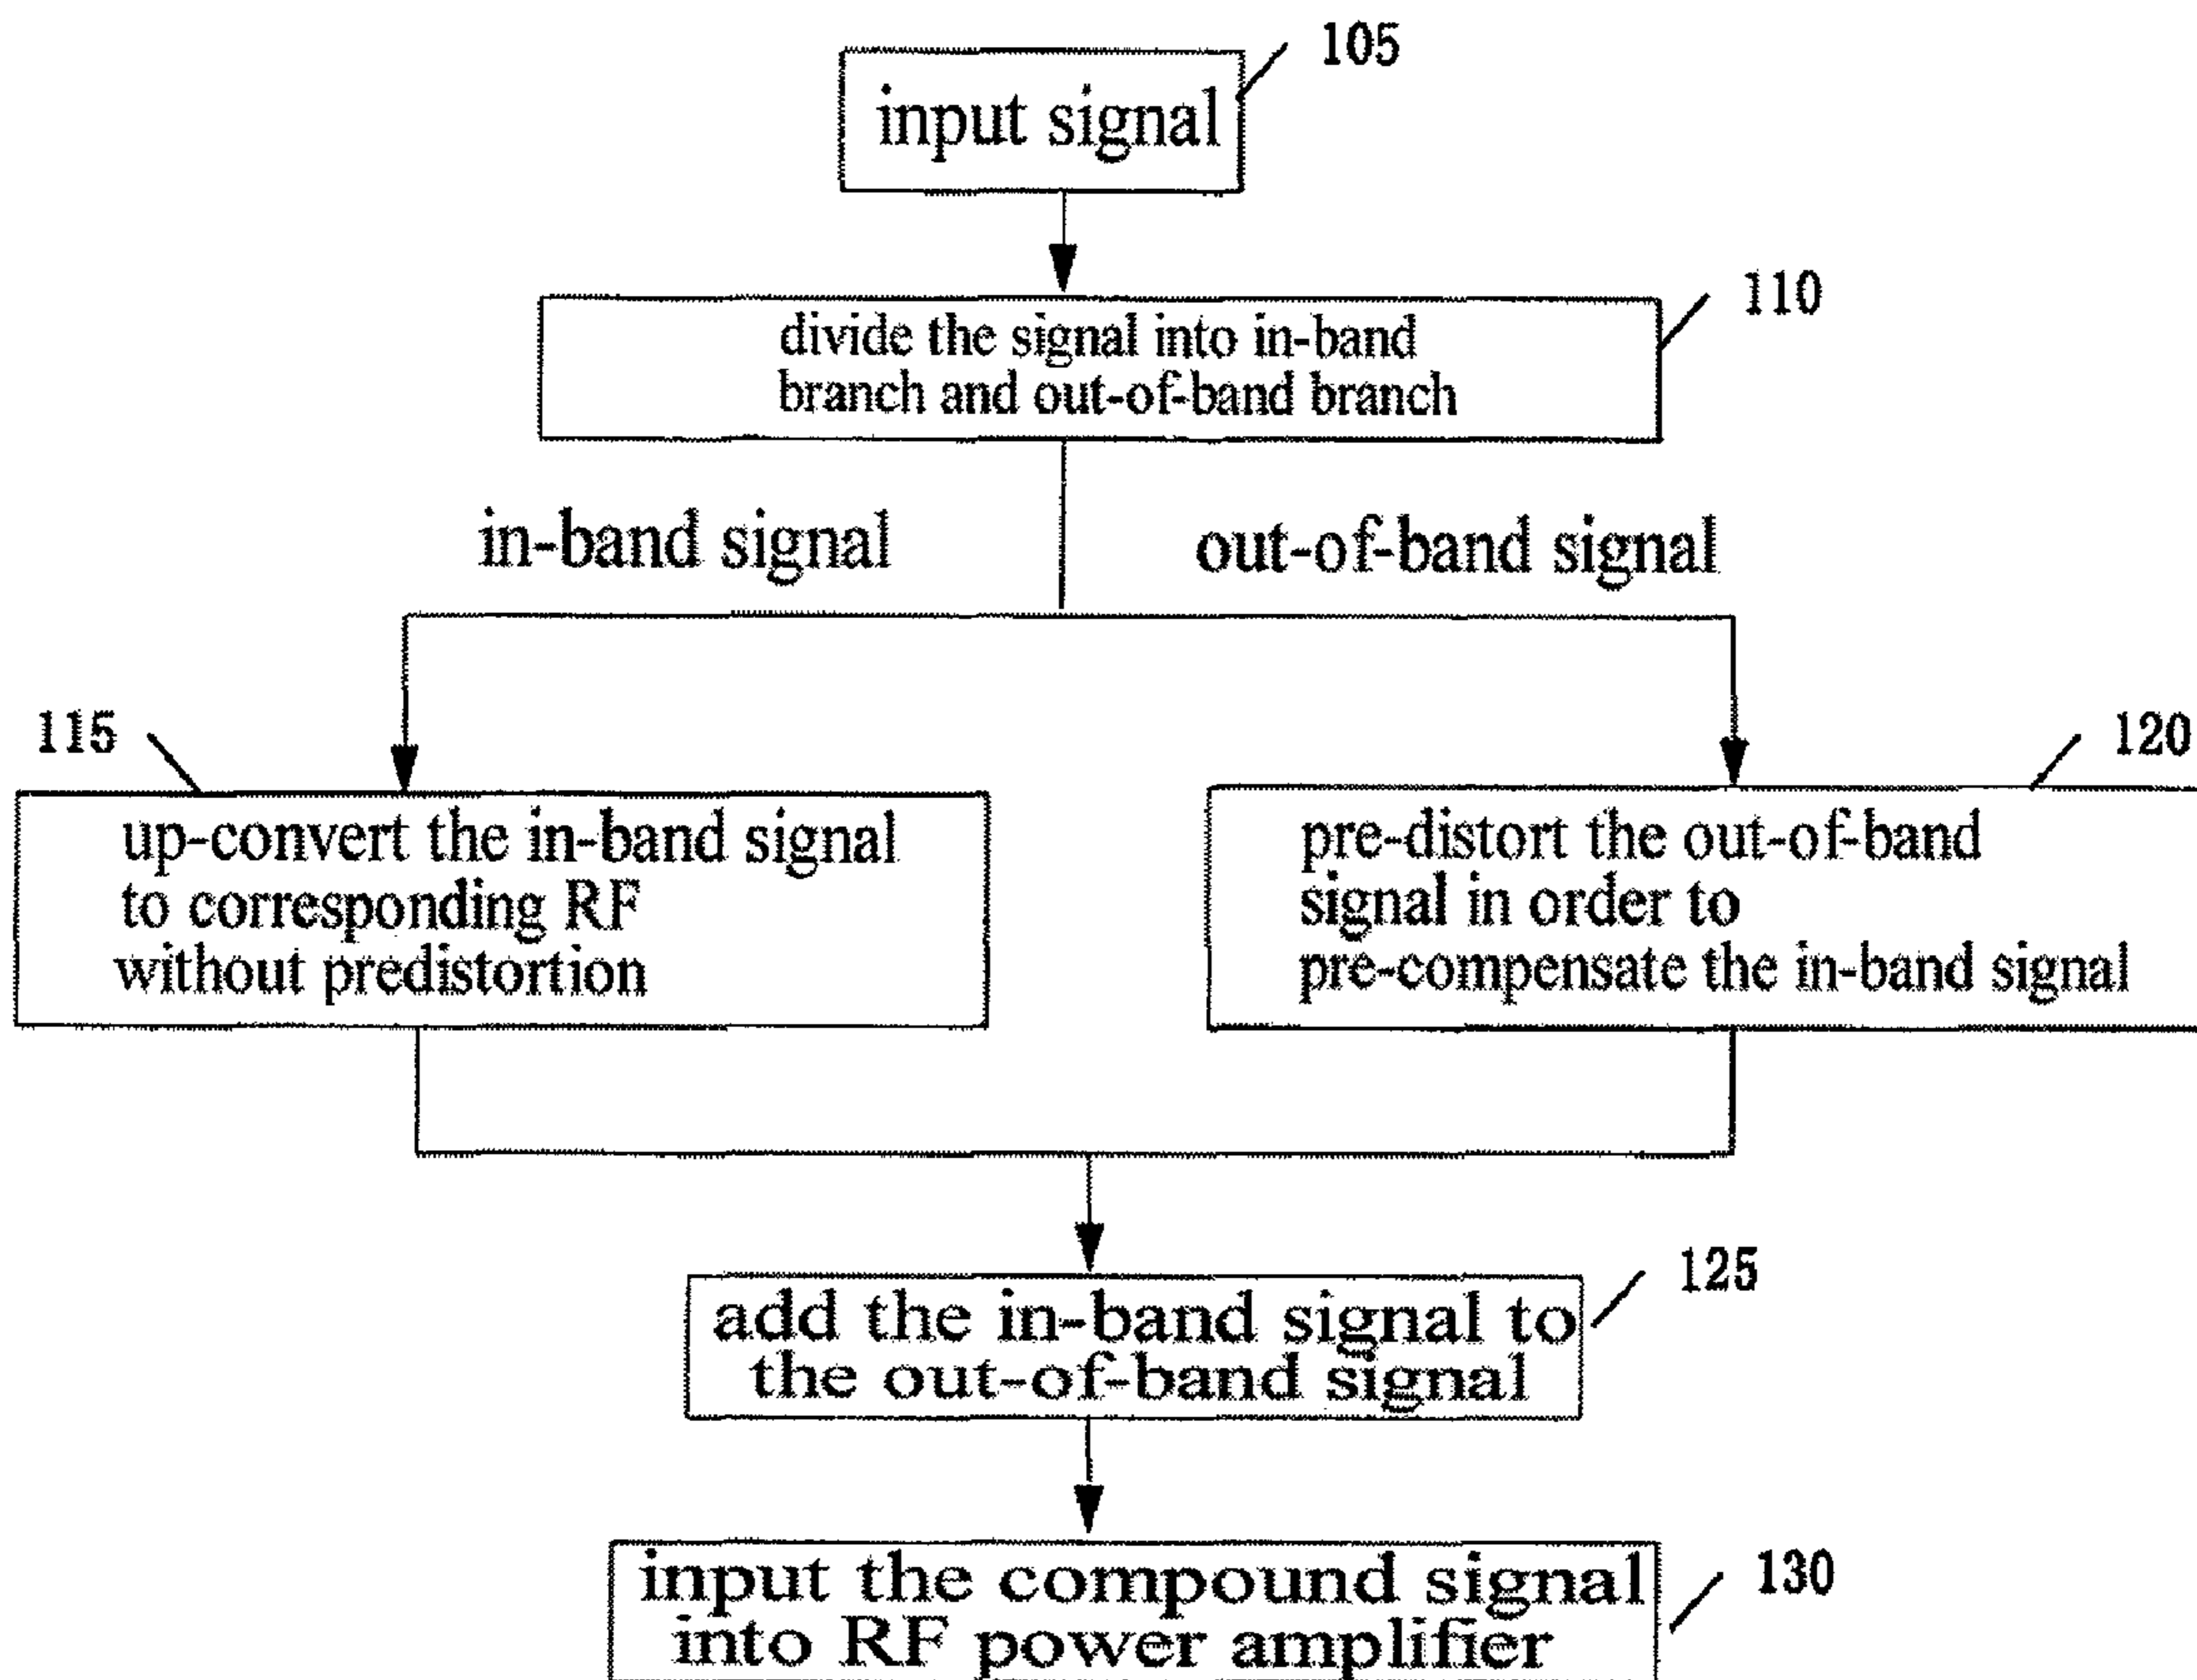 105
input signal
110
divide the signal into in-band
branch and out-of-band branch
in-band signal
out-of-band signal
115
up-convert the in-band signal
to corresponding RF
without predistortion
120
pre-distort the out-of-band
signal in order to
pre-compensate the in-band signal
125
add the in-band signal to
the out-of-band signal
130
input the compound signal
into RF power amplifier